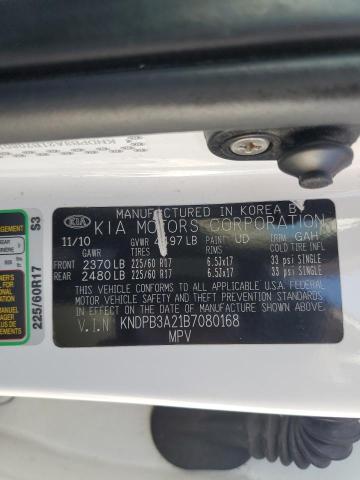 MANUFACTURED IN KOREA BY
KIA KIA MOTORS CORPORATION
11/10 GVWR 4497LB PAINT UD TRIM GAH
TIRES RIMS COLD TIRE INFL
FRONT 2370 LB 225/60 R17 6.5Jx17 33 psi SINGLE
REAR 2480 LB 225/60 R17 6.5Jx17 33 psi SINGLE
THIS VEHICLE CONFORMS TO ALL APPLICABLE U.S.A FEDERAL
MOTOR VEHICLE SAFETY BUMPER, AND THEFT PREVENTION STANDARDS
IN EFFECT ON THE DATE OF MANUFACTURE SHOWN ABOVE.
V.I.N KNDPB3A21B7080168
MPV
225/60R17 S3